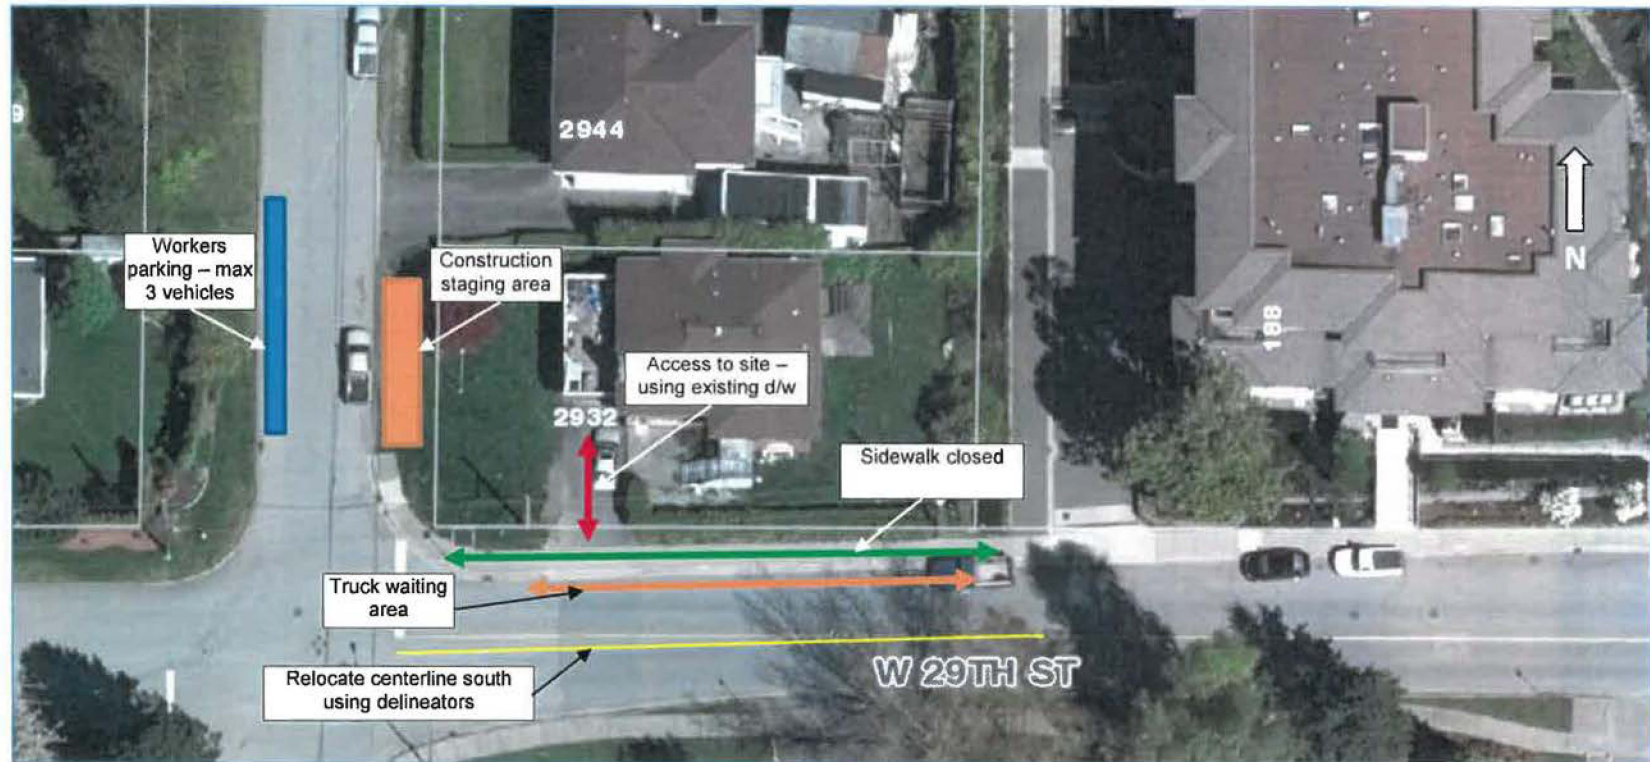 9
2944
Workers
parking – max
3 vehicles
Construction
staging area
N
188
Access to site –
using existing d/w
2932
Sidewalk closed
Truck waiting
area
Relocate centerline south
using delineators
W 29TH ST